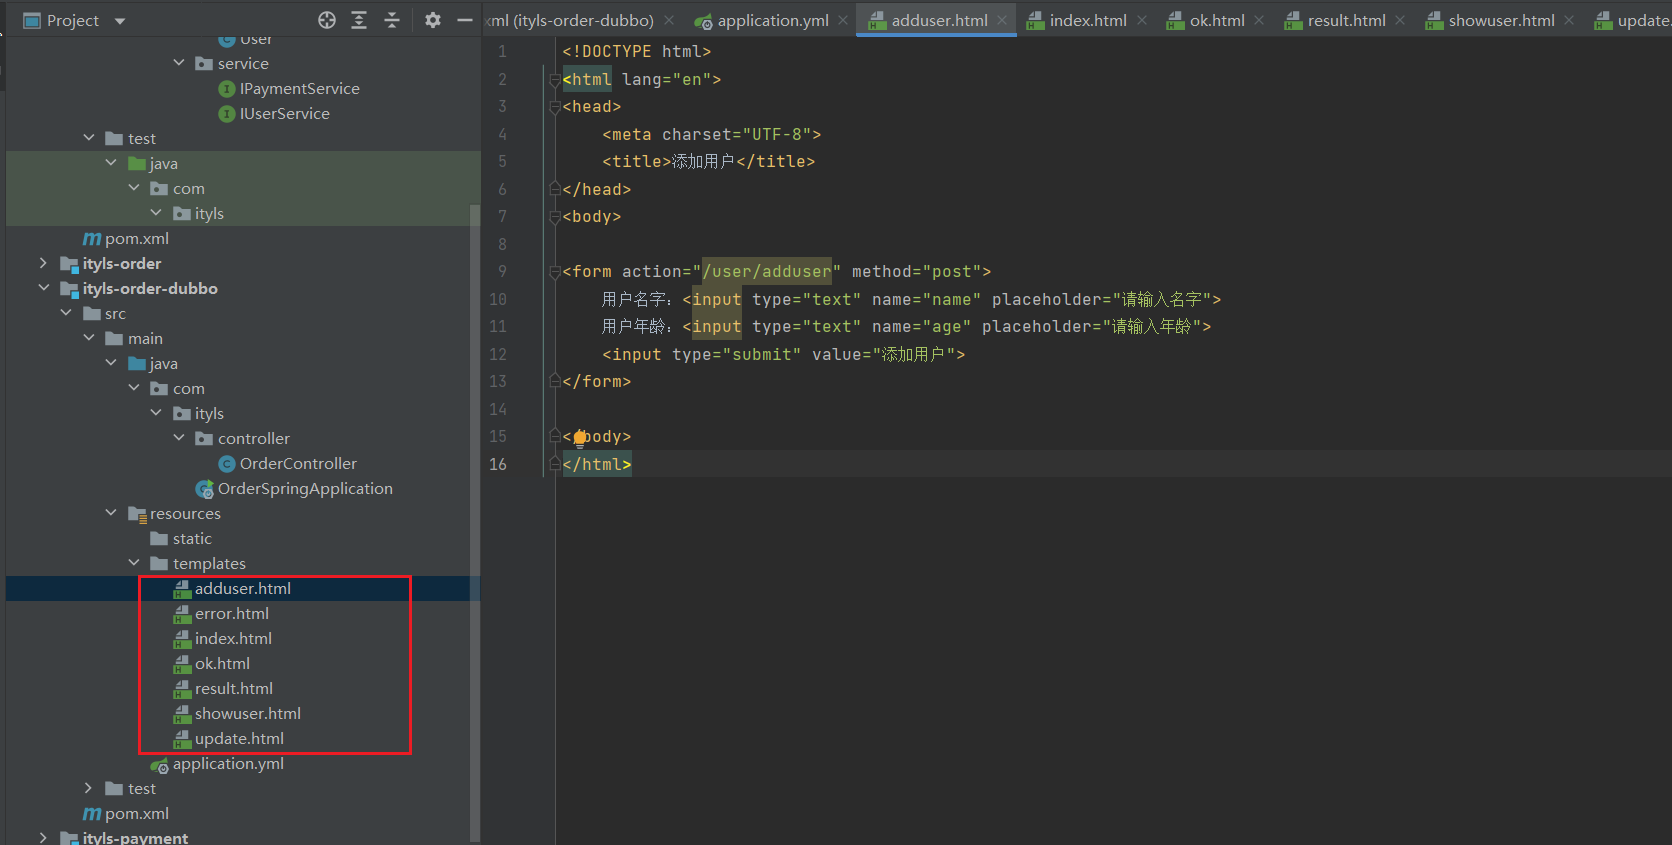 Project
xml (ityls-order-dubbo)
application.yml
adduser.html
index.html
ok.html
result.html
showuser.html
update.
User
service
IPaymentService
IUserService
test
java
com
ityls
pom.xml
ityls-order
ityls-order-dubbo
src
main
java
com
ityls
controller
OrderController
OrderSpringApplication
resources
static
templates
adduser.html
error.html
index.html
ok.html
result.html
showuser.html
update.html
application.yml
test
pom.xml
ityls-payment
1 <!DOCTYPE html>
2 <html lang="en">
3 <head>
4 <meta charset="UTF-8">
5 <title>添加用户</title>
6 </head>
7 <body>
8
9 <form action="/user/adduser" method="post">
10 用户名字：<input type="text" name="name" placeholder="请输入名字">
11 用户年龄：<input type="text" name="age" placeholder="请输入年龄">
12 <input type="submit" value="添加用户">
13 </form>
14
15 <body>
16 </html>